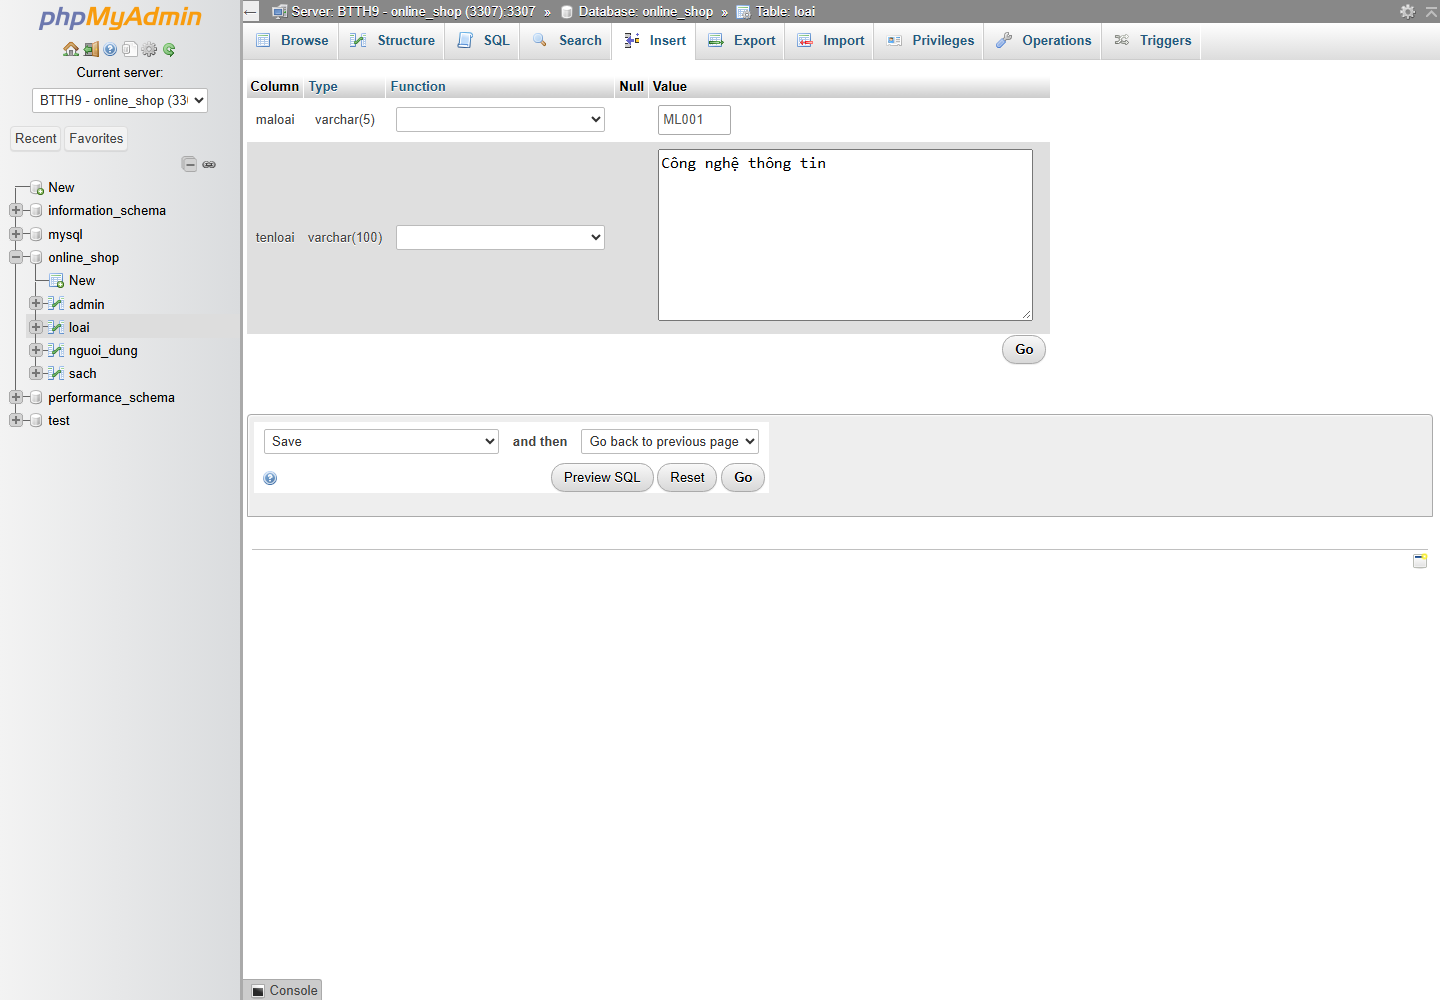 phpMyAdmin
Current server:
BTTH9 - online_shop (330
Recent
Favorites
New
information_schema
mysql
online_shop
New
admin
loai
nguoi_dung
sach
performance_schema
test
Server: BTTH9 - online_shop (3307):3307 » Database: online_shop » Table: loai
Browse Structure SQL Search Insert Export Import Privileges Operations Triggers
Column Type Function Null Value
maloai varchar(5) ML001
tenloai varchar(100) Công nghệ thông tin
Go
Save and then Go back to previous page
Preview SQL Reset Go
Console